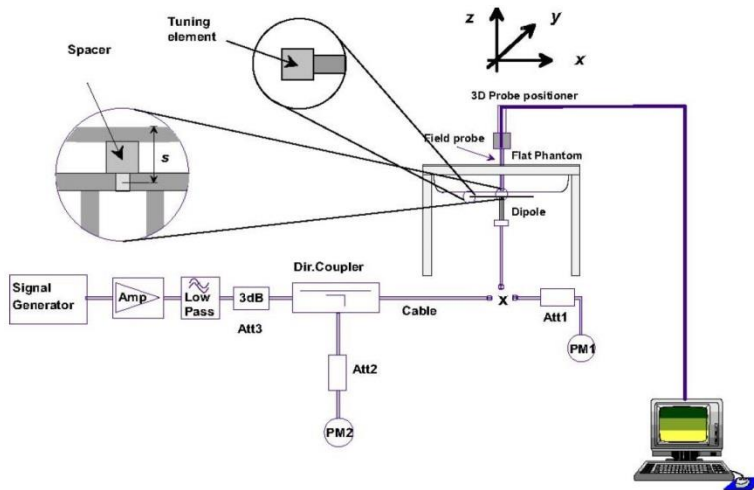 Tuning
element
Spacer
s
z
y
x
3D Probe positioner
Field probe
Flat Phantom
Dipole
Signal
Generator
Amp
Low
Pass
3dB
Att3
Dir.Coupler
Cable
x
Att1
PM1
Att2
PM2